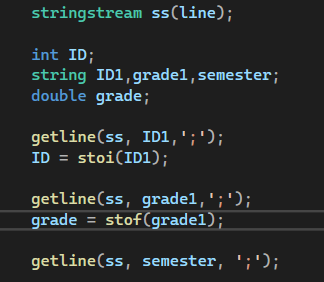 stringstream ss(line);
int ID;
string ID1,grade1,semester;
double grade;
getline(ss, ID1,';');
ID = stoi(ID1);
getline(ss, grade1,';');
grade = stof(grade1);
getline(ss, semester, ';');